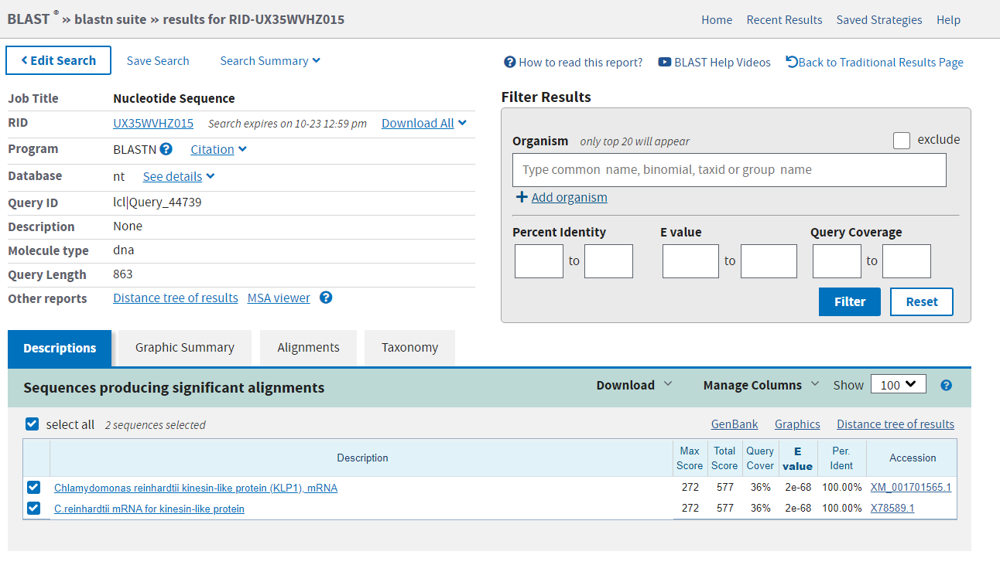 BLAST ® » blastn suite » results for RID-UX35WVHZ015
Home Recent Results Saved Strategies Help
Edit Search Save Search Search Summary
How to read this report? BLAST Help Videos Back to Traditional Results Page
Job Title Nucleotide Sequence
RID UX35WVHZ015 Search expires on 10-23 12:59 pm Download All
Program BLASTN ? Citation
Database nt See details
Query ID lcl|Query_44739
Description None
Molecule type dna
Query Length 863
Other reports Distance tree of results MSA viewer ?
Filter Results
Organism only top 20 will appear exclude
Type common name, binomial, taxid or group name
+ Add organism
Percent Identity E value Query Coverage
to to to
Filter Reset
Descriptions Graphic Summary Alignments Taxonomy
Sequences producing significant alignments Download Manage Columns Show 100 ?
select all 2 sequences selected GenBank Graphics Distance tree of results
Description Max Score Total Score Query Cover E value Per. Ident Accession
Chlamydomonas reinhardtii kinesin-like protein (KLP1), mRNA 272 577 36% 2e-68 100.00% XM_001701565.1
C.reinhardtii mRNA for kinesin-like protein 272 577 36% 2e-68 100.00% X78589.1